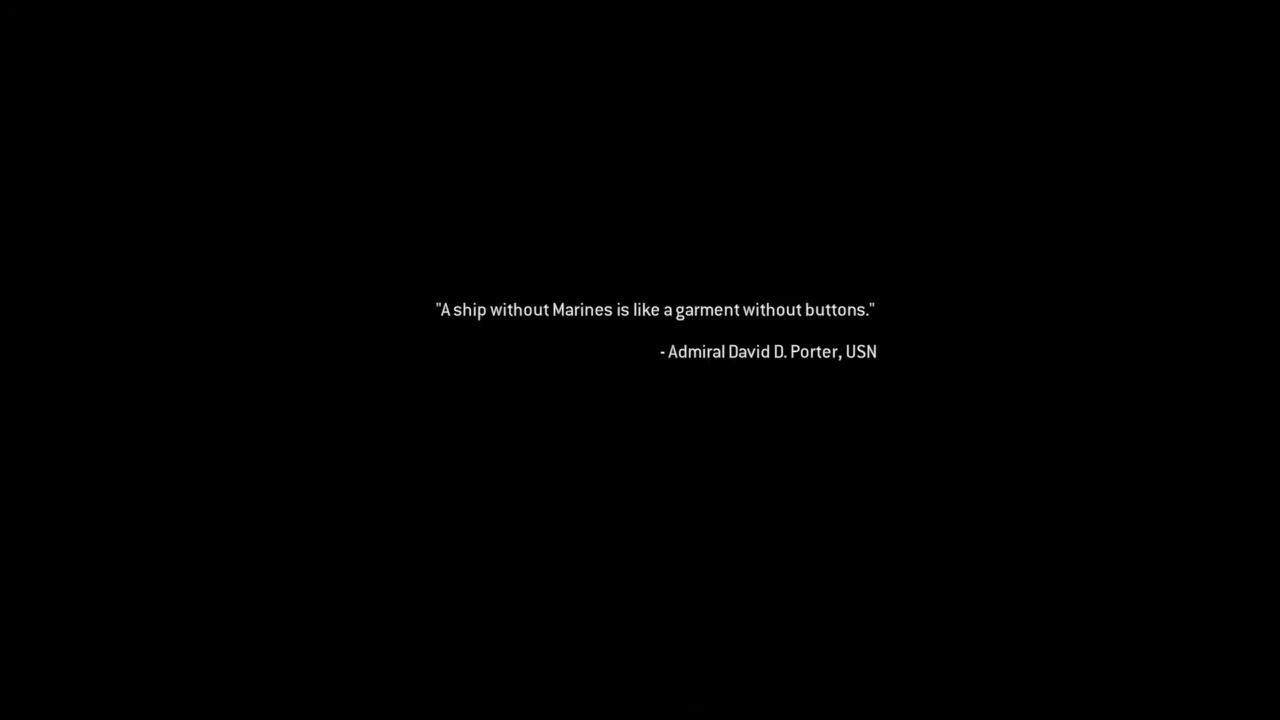 "A ship without Marines is like a garment without buttons."
- Admiral David D. Porter, USN